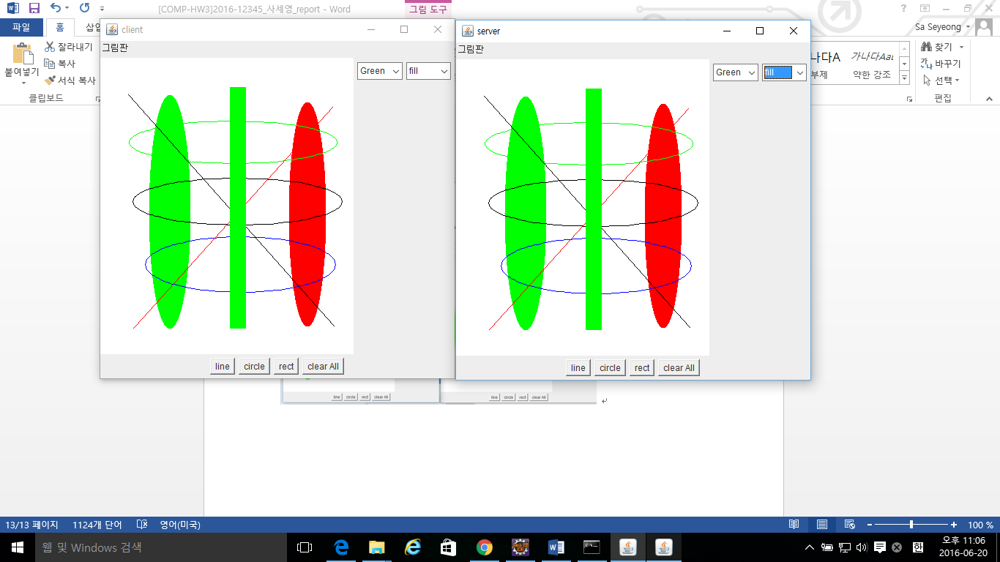 [COMP-HW3]2016-12345_사세영_report - Word
그림 도구
파일
홈
삽입
Sa Seyeong
붙여넣기
잘라내기
복사
서식 복사
클립보드
나다A
가나다Aa
부제
약한 강조
찾기
바꾸기
선택
편집
client
그림판
Green
fill
line
circle
rect
clear All
server
그림판
Green
fill
line
circle
rect
clear All
line circle rect clear All
line circle rect clear All
13/13 페이지 1124개 단어 영어(미국)
100 %
웹 및 Windows 검색
한
오후 11:06
2016-06-20